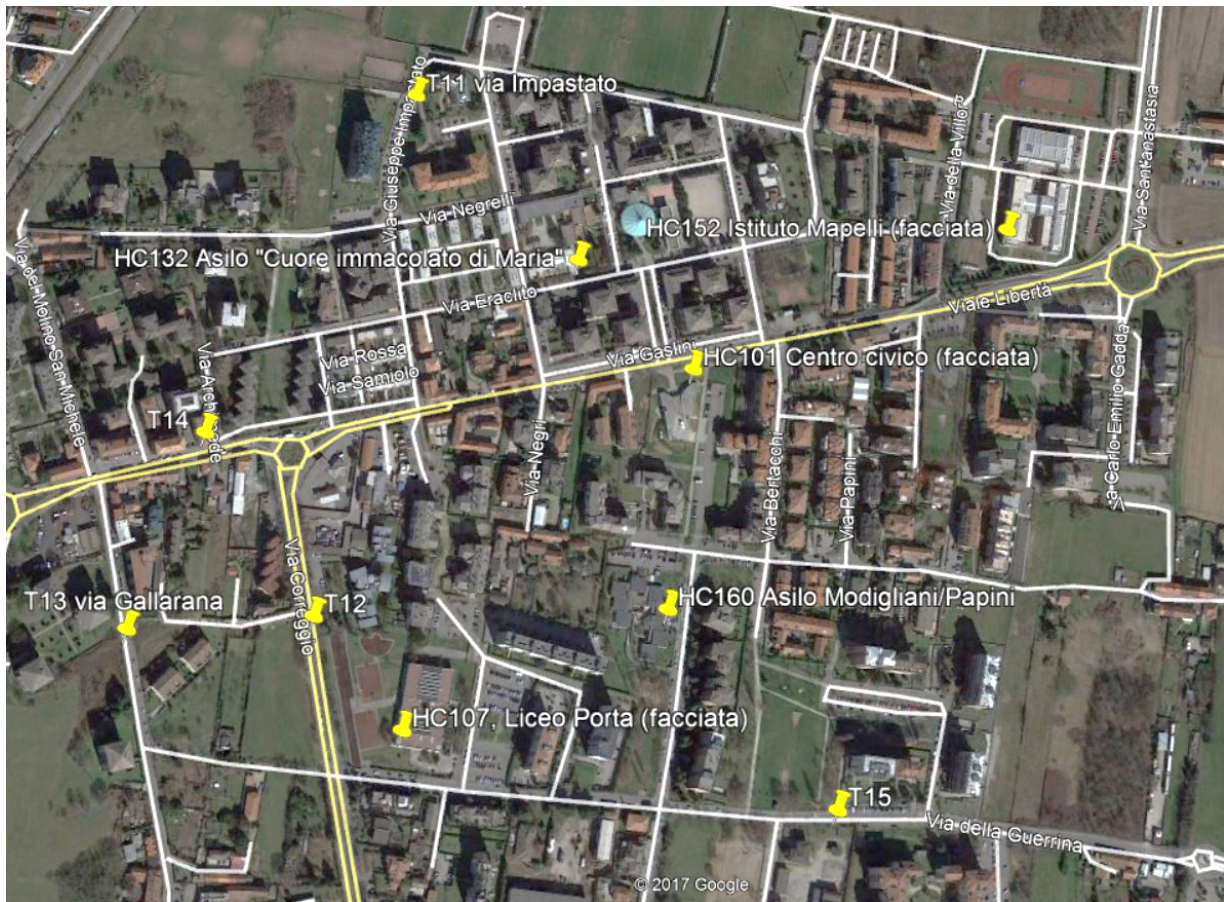 T11 via Impastato
Via Giuseppe Impastato
Via Negrelli
Via della Villora
Via Sant'anastasia
HC152 Istituto Mapelli (facciata)
HC132 Asilo "Cuore immacolato di Maria"
Via del Molino San Michele
Via Eraclito
Viale Libertà
Via Rossa
Via Gaslini
HC101 Centro civico (facciata)
Via Samiolo
Via Archimede
T14
Via Carlo Emilio Gadda
Via Negri
Via Bertacchi
Via Papini
Via Correggio
T13 via Gallarana
T12
HC160 Asilo Modigliani/Papini
HC107, Liceo Porta (facciata)
T15
Via della Guerrina
© 2017 Google